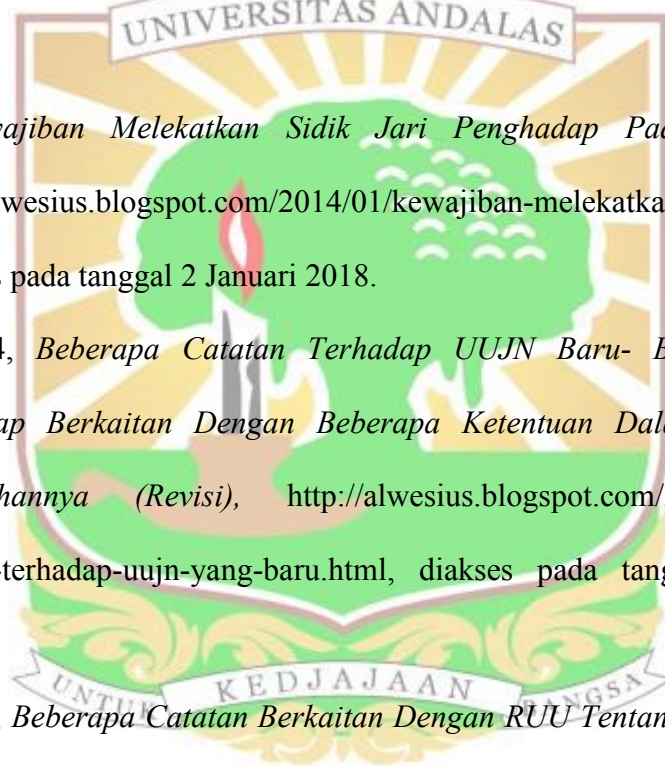 UNIVERSITAS ANDALAS
ajiban Melekatkan Sidik Jari Penghadap Pad
wesius.blogspot.com/2014/01/kewajiban-melekatka
pada tanggal 2 Januari 2018.
4, Beberapa Catatan Terhadap UUJN Baru- B
ap Berkaitan Dengan Beberapa Ketentuan Dal
hannya (Revisi), http://alwesius.blogspot.com/
-terhadap-uujn-yang-baru.html, diakses pada tang
UNTUK KEDJAJAAN BANGSA
, Beberapa Catatan Berkaitan Dengan RUU Tentan